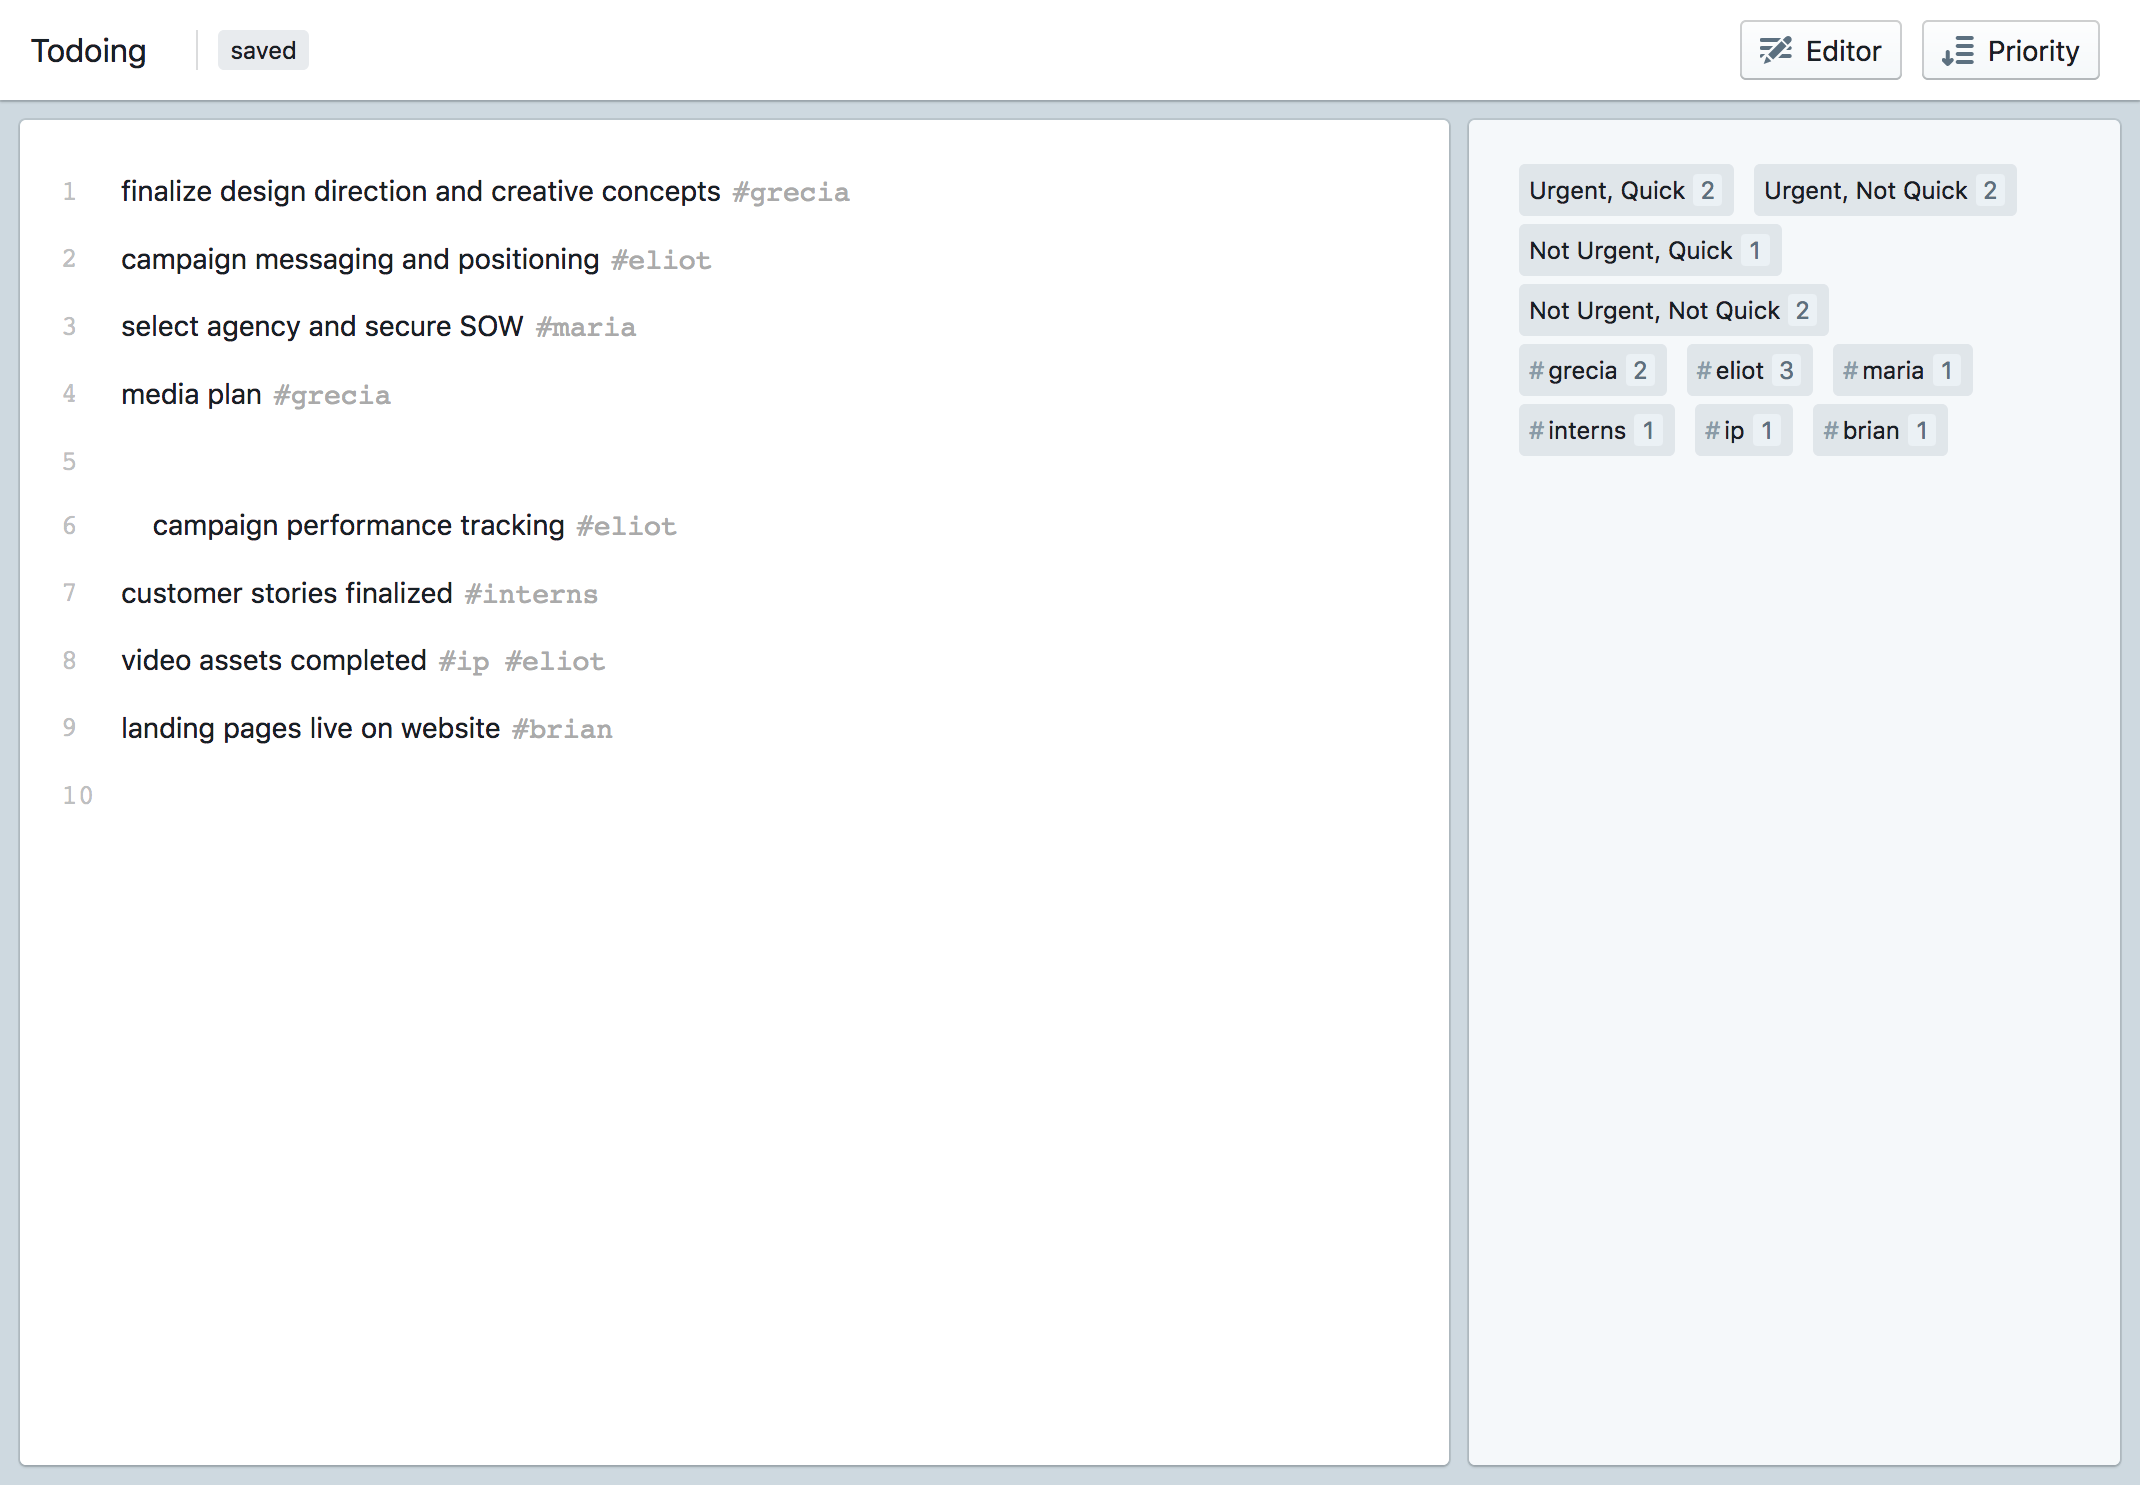 Todoing saved Editor Priority
1 finalize design direction and creative concepts #grecia
2 campaign messaging and positioning #eliot
3 select agency and secure SOW #maria
4 media plan #grecia
5
6 campaign performance tracking #eliot
7 customer stories finalized #interns
8 video assets completed #ip #eliot
9 landing pages live on website #brian
10
Urgent, Quick 2 Urgent, Not Quick 2
Not Urgent, Quick 1
Not Urgent, Not Quick 2
#grecia 2 #eliot 3 #maria 1
#interns 1 #ip 1 #brian 1